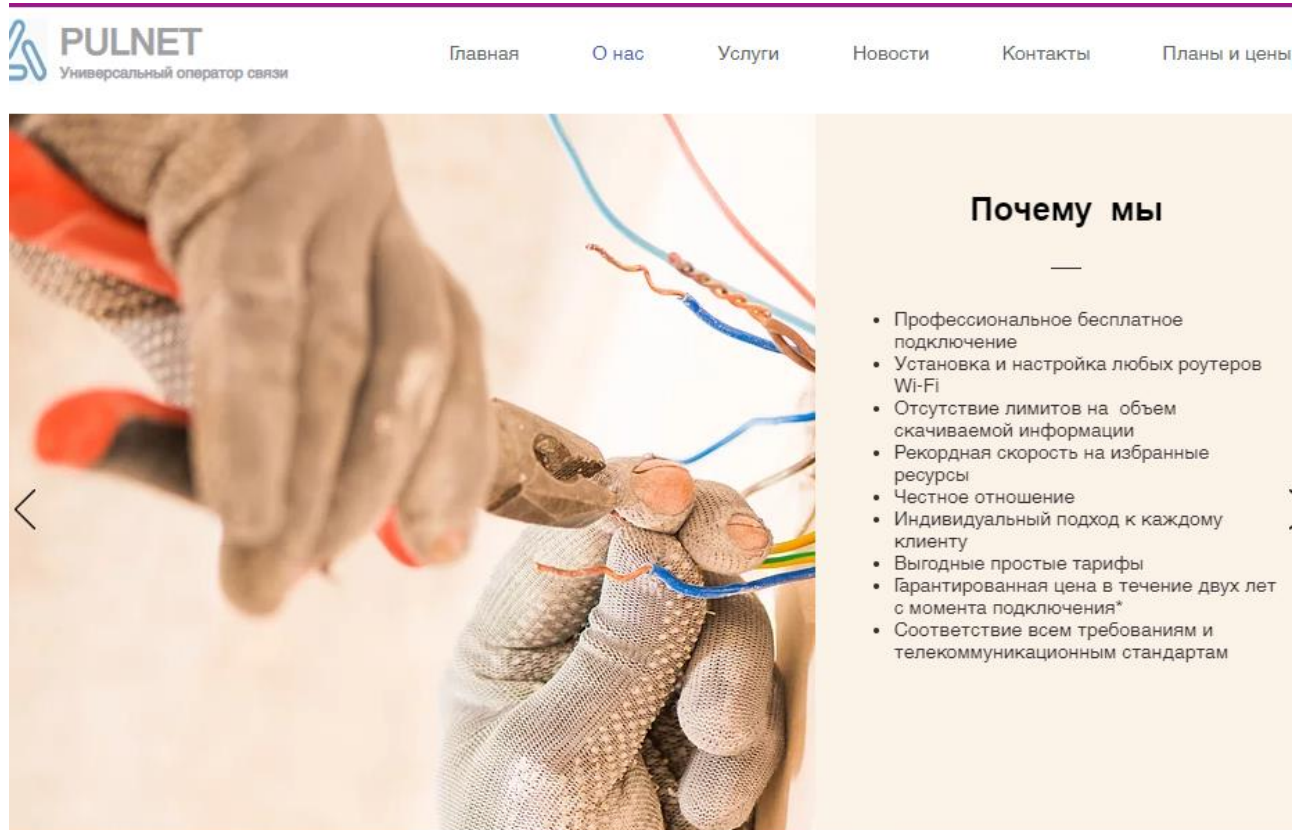 PULNET
Универсальный оператор связи
Главная
О нас
Услуги
Новости
Контакты
Планы и цены
Почему мы
Профессиональное бесплатное
подключение
Установка и настройка любых роутеров
Wi-Fi
Отсутствие лимитов на объем
скачиваемой информации
Рекордная скорость на избранные
ресурсы
Честное отношение
Индивидуальный подход к каждому
клиенту
Выгодные простые тарифы
Гарантированная цена в течение двух лет
с момента подключения*
Соответствие всем требованиям и
телекоммуникационным стандартам